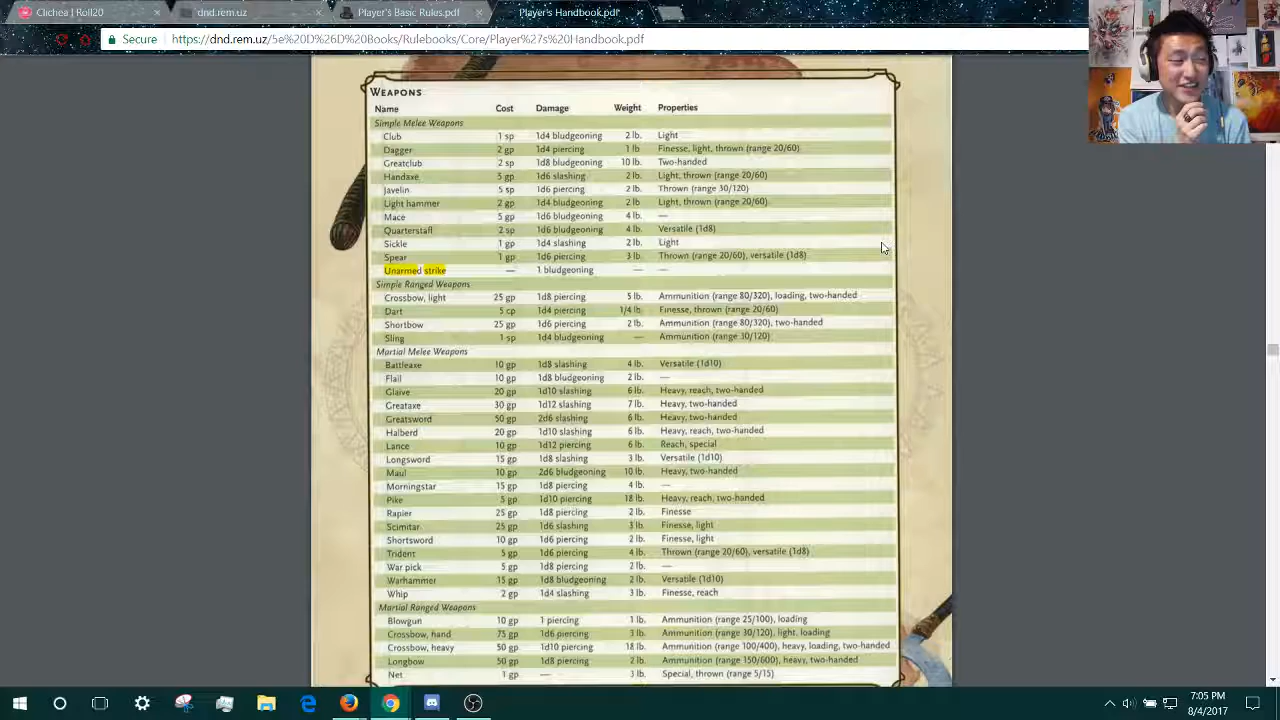 Clichea | Roll20
dnd.rem.uz
Player's Basic Rules.pdf
Player's Handbook.pdf
Secure https://dnd.rem.uz/5e%20D%26D%20Books/Rulebooks/Core/Player%27s%20Handbook.pdf
WEAPONS
Name Cost Damage Weight Properties
Simple Melee Weapons
Club 1 sp 1d4 bludgeoning 2 lb. Light
Dagger 2 gp 1d4 piercing 1 lb Finesse, light, thrown (range 20/60)
Greatclub 2 sp 1d8 bludgeoning 10 lb. Two-handed
Handaxe 5 gp 1d6 slashing 2 lb. Light, thrown (range 20/60)
Javelin 5 sp 1d6 piercing 2 lb. Thrown (range 30/120)
Light hammer 2 gp 1d4 bludgeoning 2 lb Light, thrown (range 20/60)
Mace 5 gp 1d6 bludgeoning 4 lb. —
Quarterstaff 2 sp 1d6 bludgeoning 4 lb. Versatile (1d8)
Sickle 1 gp 1d4 slashing 2 lb. Light
Spear 1 gp 1d6 piercing 3 lb. Thrown (range 20/60), versatile (1d8)
Unarmed strike — 1 bludgeoning — —
Simple Ranged Weapons
Crossbow, light 25 gp 1d8 piercing 5 lb. Ammunition (range 80/320), loading, two-handed
Dart 5 cp 1d4 piercing 1/4 lb. Finesse, thrown (range 20/60)
Shortbow 25 gp 1d6 piercing 2 lb. Ammunition (range 80/320), two-handed
Sling 1 sp 1d4 bludgeoning — Ammunition (range 30/120)
Martial Melee Weapons
Battleaxe 10 gp 1d8 slashing 4 lb. Versatile (1d10)
Flail 10 gp 1d8 bludgeoning 2 lb. —
Glaive 20 gp 1d10 slashing 6 lb. Heavy, reach, two-handed
Greataxe 30 gp 1d12 slashing 7 lb. Heavy, two-handed
Greatsword 50 gp 2d6 slashing 6 lb. Heavy, two-handed
Halberd 20 gp 1d10 slashing 6 lb. Heavy, reach, two-handed
Lance 10 gp 1d12 piercing 6 lb. Reach, special
Longsword 15 gp 1d8 slashing 3 lb. Versatile (1d10)
Maul 10 gp 2d6 bludgeoning 10 lb. Heavy, two-handed
Morningstar 15 gp 1d8 piercing 4 lb. —
Pike 5 gp 1d10 piercing 18 lb. Heavy, reach, two-handed
Rapier 25 gp 1d8 piercing 2 lb. Finesse
Scimitar 25 gp 1d6 slashing 3 lb. Finesse, light
Shortsword 10 gp 1d6 piercing 2 lb. Finesse, light
Trident 5 gp 1d6 piercing 4 lb. Thrown (range 20/60), versatile (1d8)
War pick 5 gp 1d8 piercing 2 lb. —
Warhammer 15 gp 1d8 bludgeoning 2 lb. Versatile (1d10)
Whip 2 gp 1d4 slashing 3 lb. Finesse, reach
Martial Ranged Weapons
Blowgun 10 gp 1 piercing 1 lb. Ammunition (range 25/100), loading
Crossbow, hand 75 gp 1d6 piercing 3 lb. Ammunition (range 30/120), light, loading
Crossbow, heavy 50 gp 1d10 piercing 18 lb. Ammunition (range 100/400), heavy, loading, two-handed
Longbow 50 gp 1d8 piercing 2 lb. Ammunition (range 150/600), heavy, two-handed
Net 1 gp — 3 lb. Special, thrown (range 5/15)
7:05 PM
8/4/2017